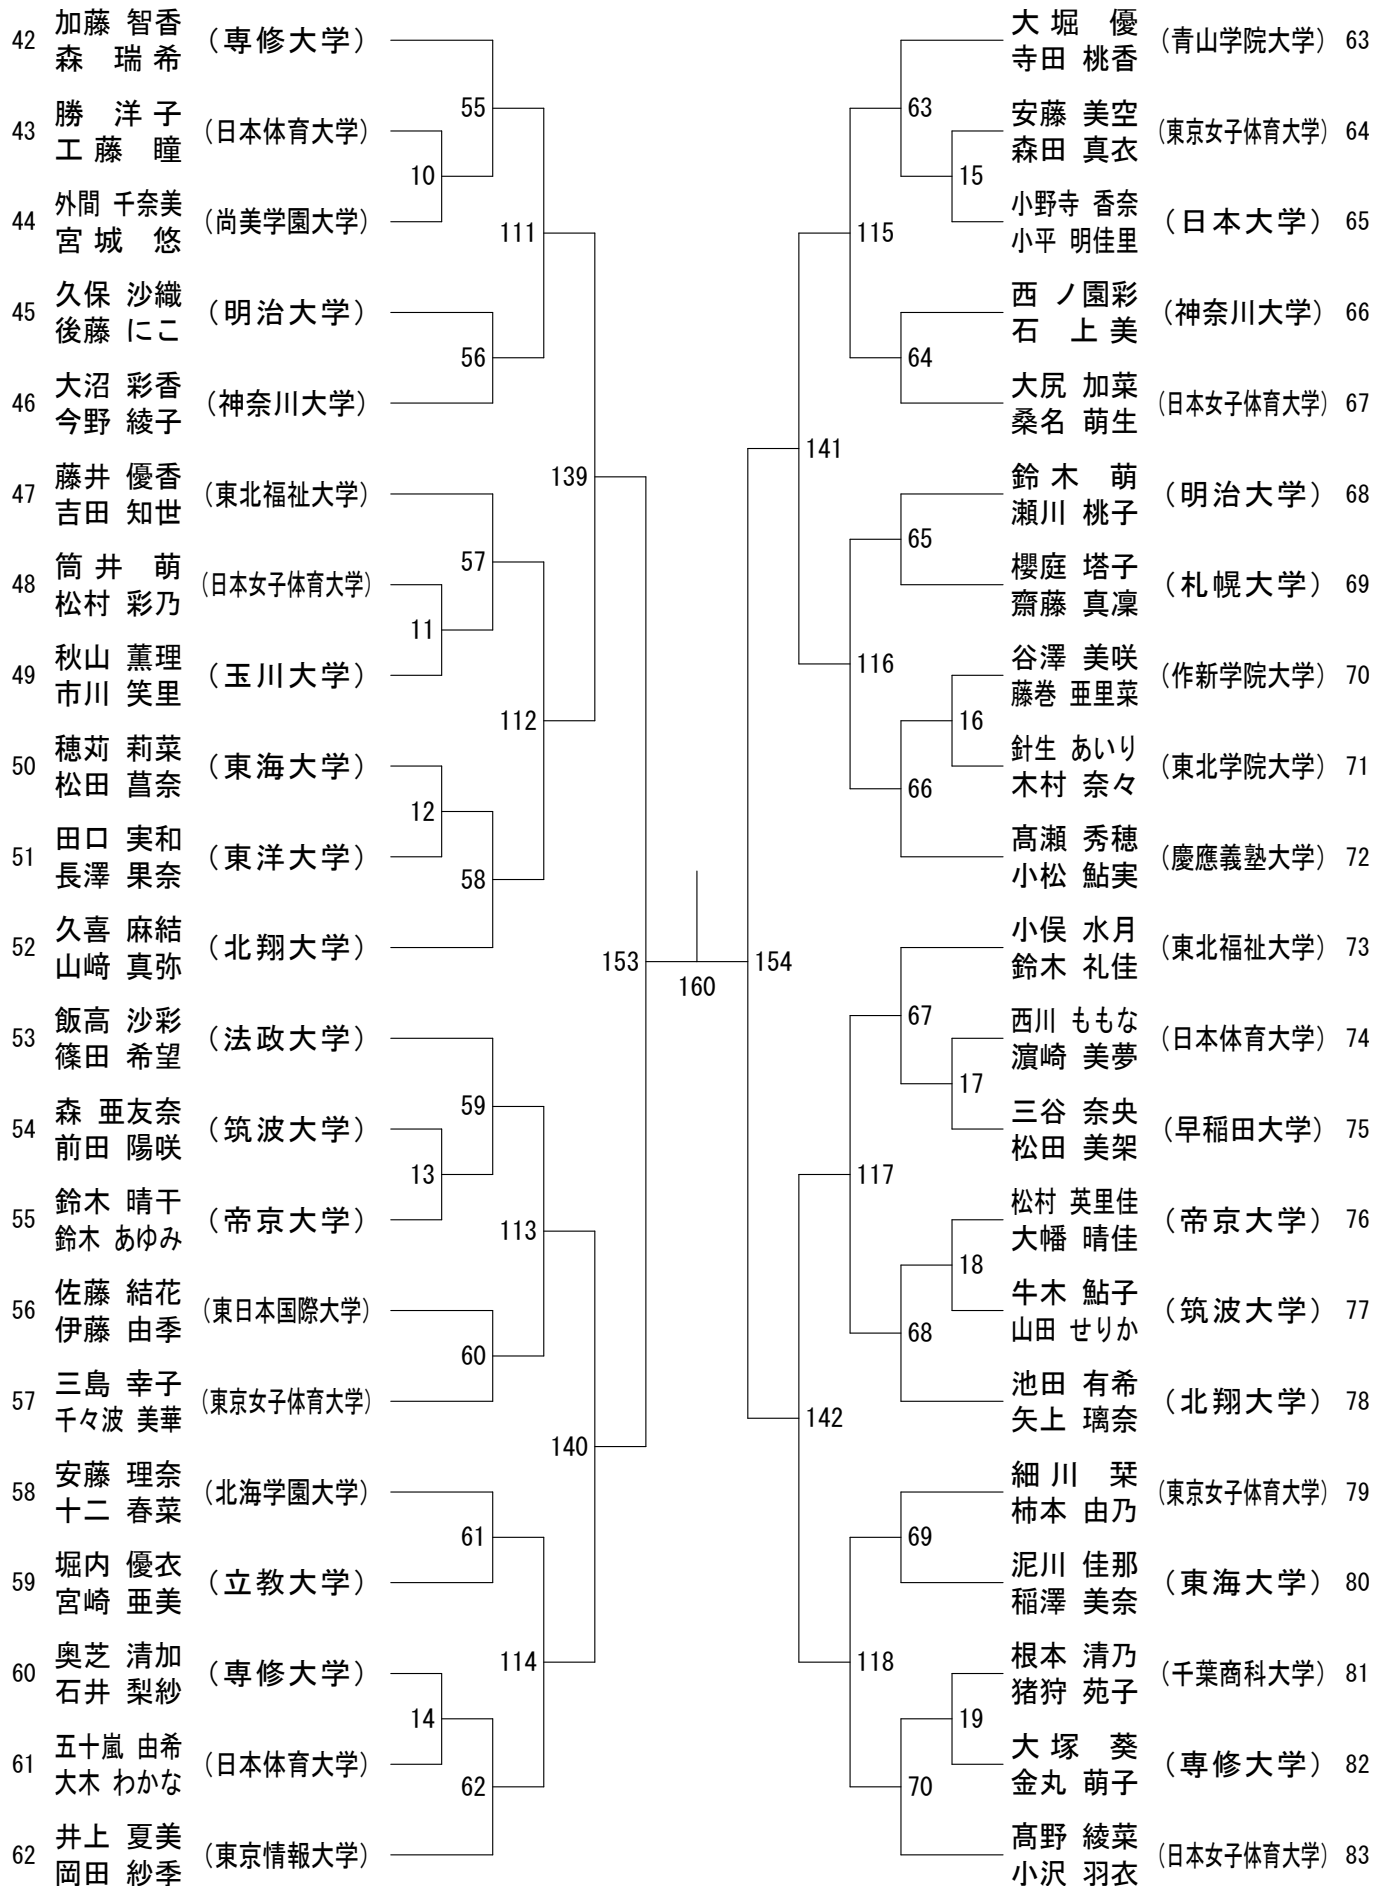 42 加藤 智香 (専修大学)
森 瑞希
43 勝 洋子 (日本体育大学)
工藤 瞳
44 外間 千奈美 (尚美学園大学)
宮城 悠
45 久保 沙織 (明治大学)
後藤 にこ
46 大沼 彩香 (神奈川大学)
今野 綾子
47 藤井 優香 (東北福祉大学)
吉田 知世
48 筒井 萌 (日本女子体育大学)
松村 彩乃
49 秋山 薫理 (玉川大学)
市川 笑里
50 穂苅 莉菜 (東海大学)
松田 菖奈
51 田口 実和 (東洋大学)
長澤 果奈
52 久喜 麻結 (北翔大学)
山﨑 真弥
53 飯高 沙彩 (法政大学)
篠田 希望
54 森 亜友奈 (筑波大学)
前田 陽咲
55 鈴木 晴干 (帝京大学)
鈴木 あゆみ
56 佐藤 結花 (東日本国際大学)
伊藤 由季
57 三島 幸子 (東京女子体育大学)
千々波 美華
58 安藤 理奈 (北海学園大学)
十二 春菜
59 堀内 優衣 (立教大学)
宮崎 亜美
60 奥芝 清加 (専修大学)
石井 梨紗
61 五十嵐 由希 (日本体育大学)
大木 わかな
62 井上 夏美 (東京情報大学)
岡田 紗季
10
11
12
13
14
55
56
57
58
59
60
61
62
111
112
113
114
139
140
153
160
154
141
142
115
116
117
118
63
64
65
66
67
68
69
70
15
16
17
18
19
大堀 優 (青山学院大学) 63
寺田 桃香
安藤 美空 (東京女子体育大学) 64
森田 真衣
小野寺 香奈 (日本大学) 65
小平 明佳里
西 ノ園彩 (神奈川大学) 66
石 上美
大尻 加菜 (日本女子体育大学) 67
桑名 萌生
鈴木 萌 (明治大学) 68
瀬川 桃子
櫻庭 塔子 (札幌大学) 69
齋藤 真凜
谷澤 美咲 (作新学院大学) 70
藤巻 亜里菜
針生 あいり (東北学院大学) 71
木村 奈々
髙瀬 秀穂 (慶應義塾大学) 72
小松 鮎実
小俣 水月 (東北福祉大学) 73
鈴木 礼佳
西川 ももな (日本体育大学) 74
濵崎 美夢
三谷 奈央 (早稲田大学) 75
松田 美架
松村 英里佳 (帝京大学) 76
大幡 晴佳
牛木 鮎子 (筑波大学) 77
山田 せりか
池田 有希 (北翔大学) 78
矢上 璃奈
細川 栞 (東京女子体育大学) 79
柿本 由乃
泥川 佳那 (東海大学) 80
稲澤 美奈
根本 清乃 (千葉商科大学) 81
猪狩 苑子
大塚 葵 (専修大学) 82
金丸 萌子
髙野 綾菜 (日本女子体育大学) 83
小沢 羽衣